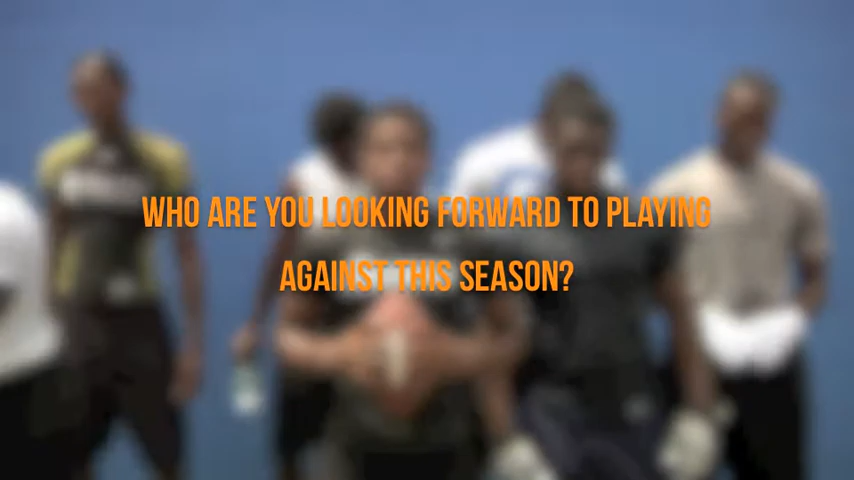 WHO ARE YOU LOOKING FORWARD TO PLAYING
AGAINST THIS SEASON?